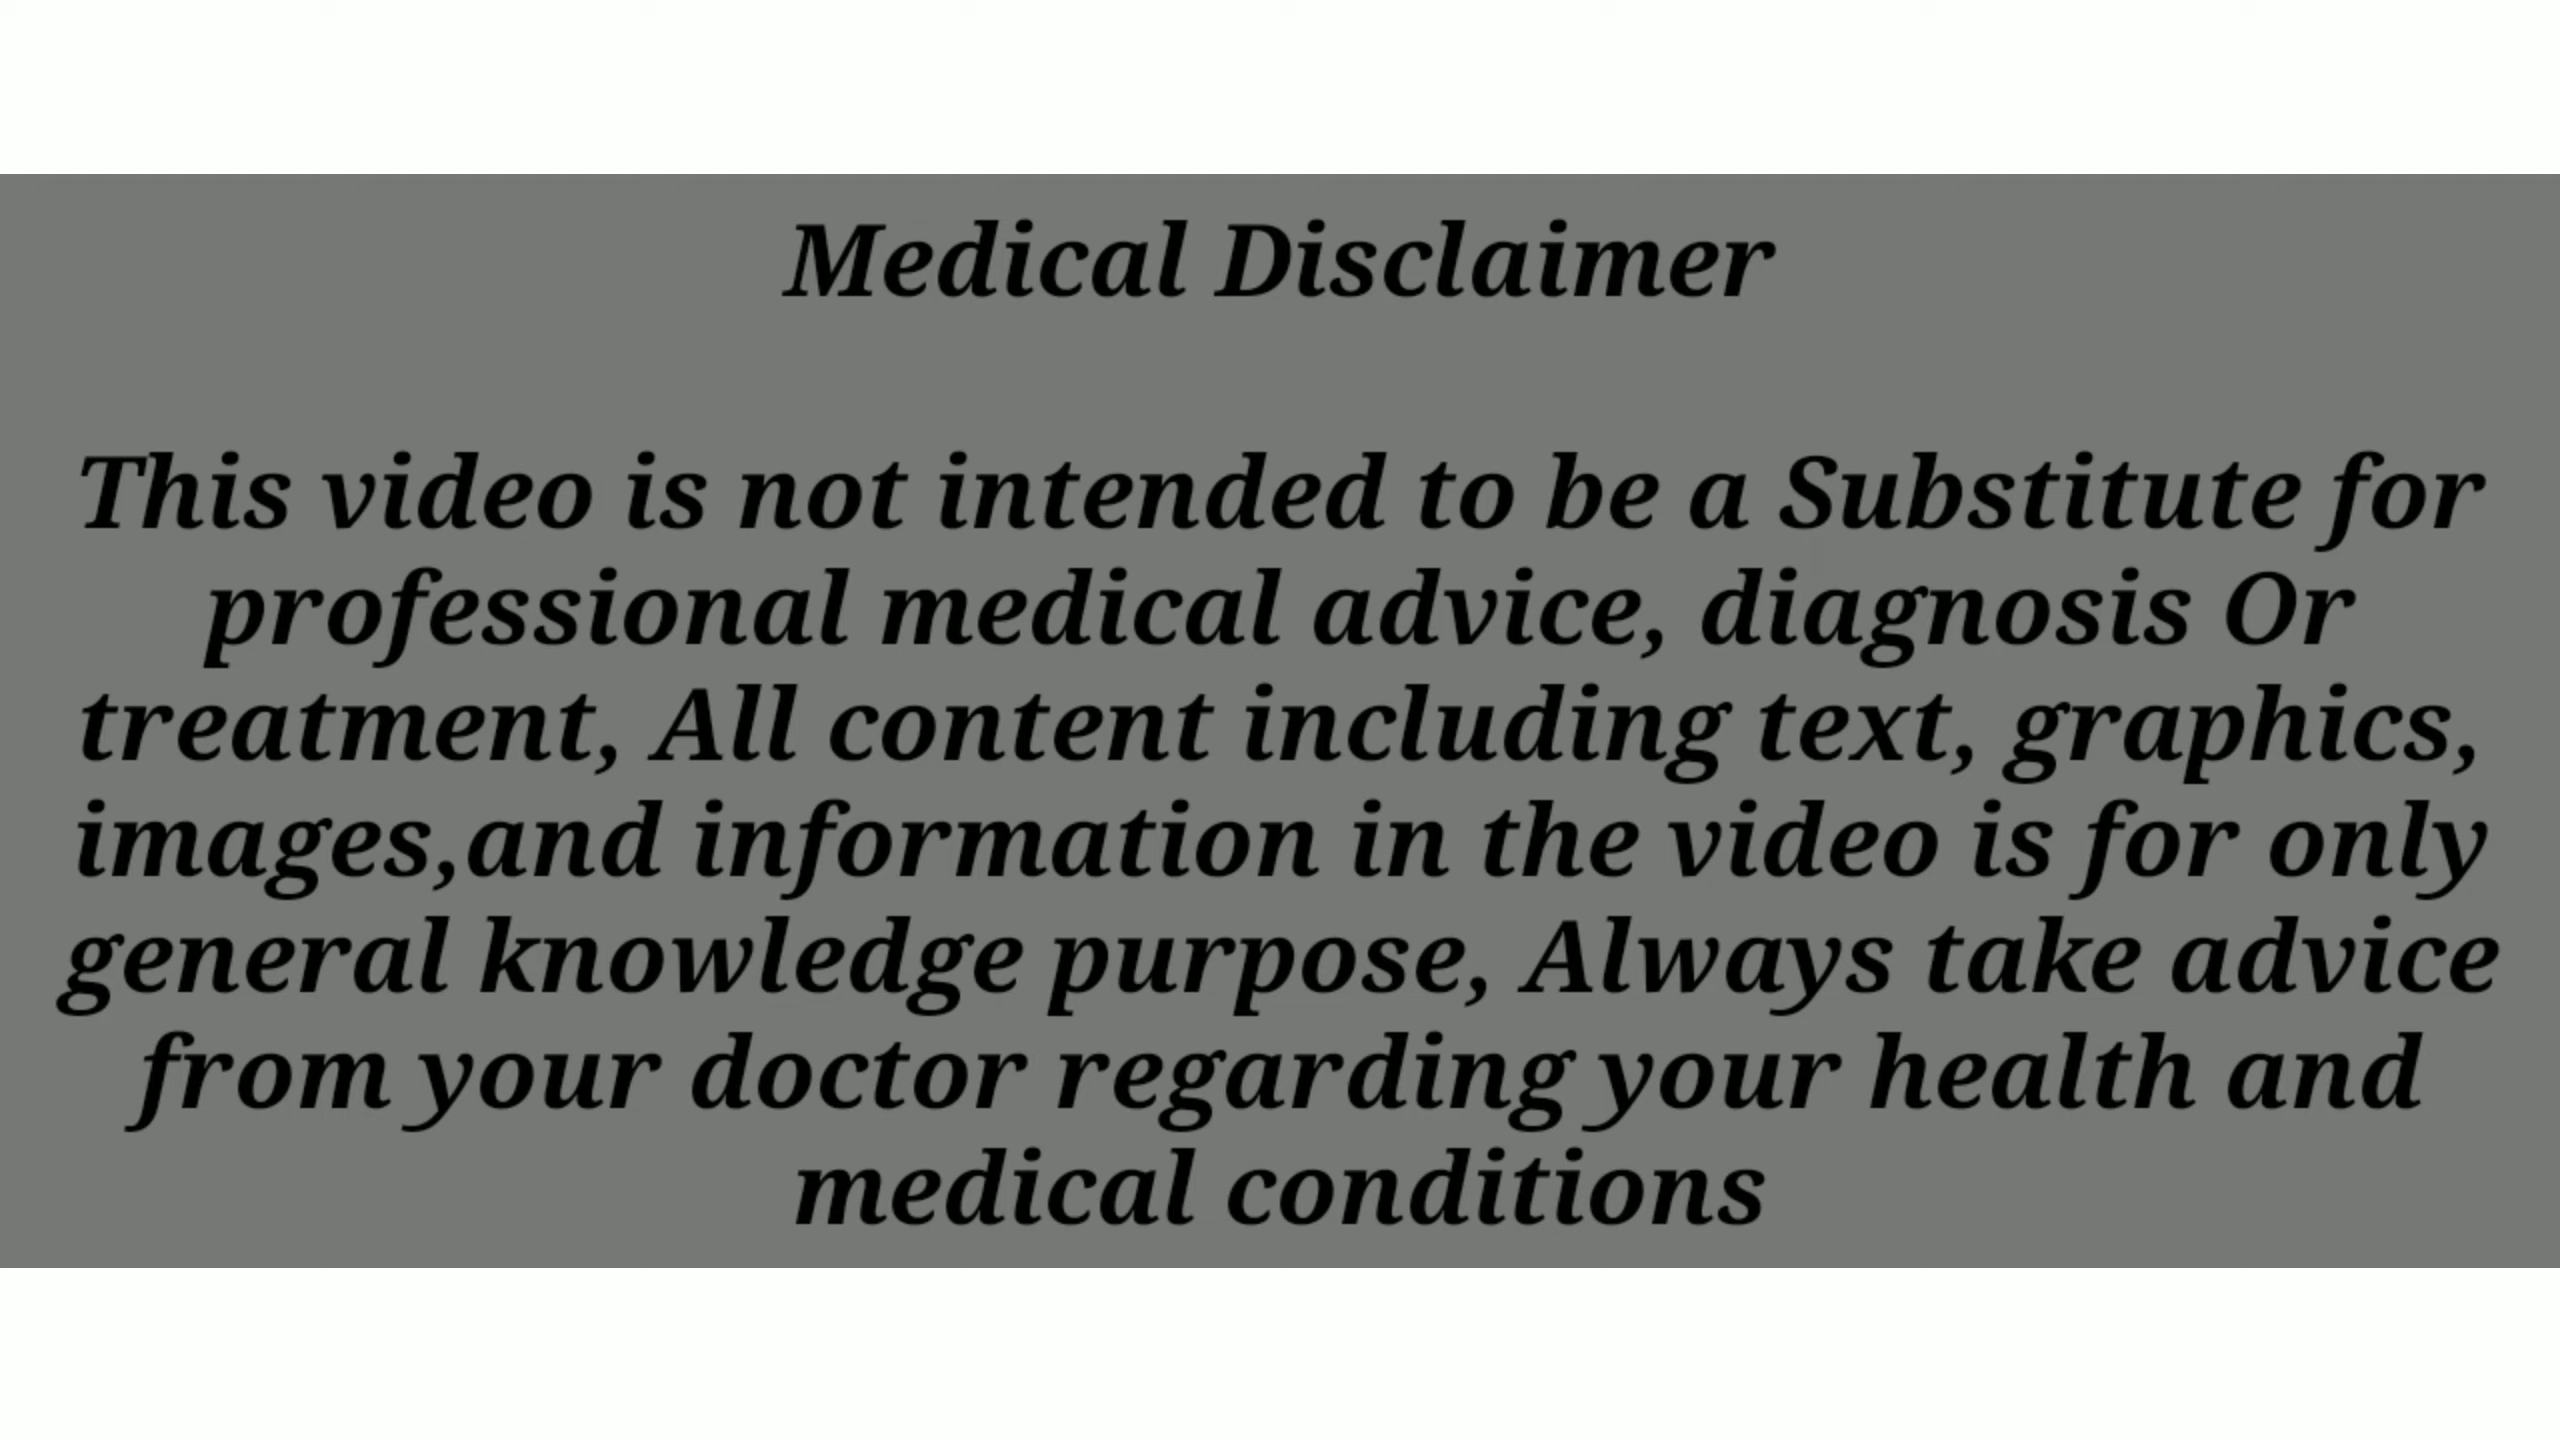 Medical Disclaimer
This video is not intended to be a Substitute for
professional medical advice, diagnosis Or
treatment, All content including text, graphics,
images,and information in the video is for only
general knowledge purpose, Always take advice
from your doctor regarding your health and
medical conditions